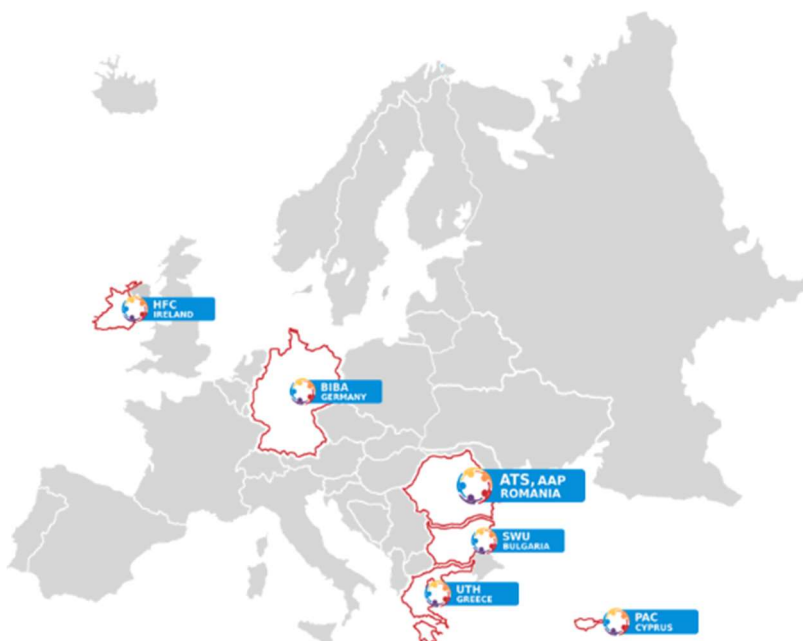 HFC
IRELAND
BIBA
GERMANY
ATS, AAP
ROMANIA
SWU
BULGARIA
UTH
GREECE
PAC
CYPRUS